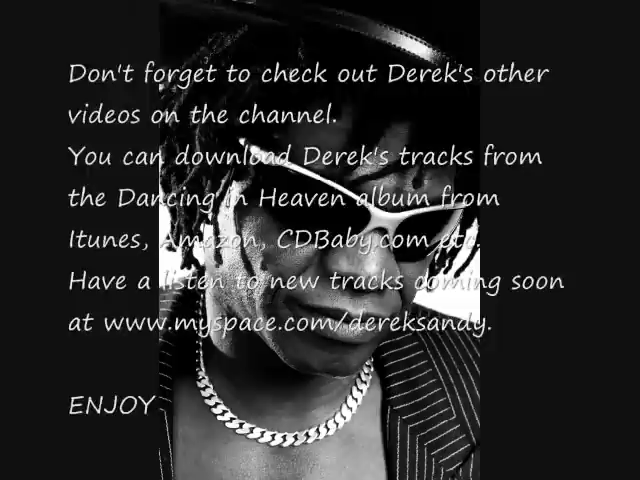 Don't forget to check out Derek's other
videos on the channel.
You can download Derek's tracks from
the Dancing in Heaven album from
Itunes, Amazon, CDBaby.com etc.
Have a listen to new tracks coming soon
at www.myspace.com/dereksandy.
ENJOY